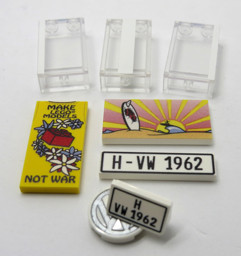 MAKE
LEGO MODELS
NOT WAR
H-VW 1962
H
VW 1962